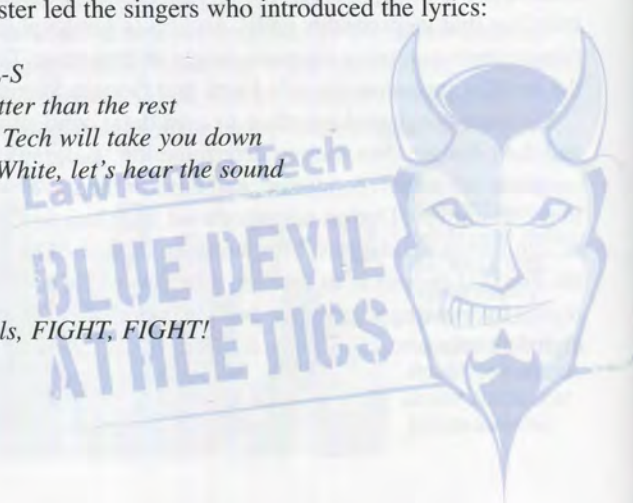 ster led the singers who introduced the lyrics:
-S
tter than the rest
Tech will take you down
White, let's hear the sound
Lawrence Tech
BLUE DEVIL
ls, FIGHT, FIGHT!
ATHLETICS